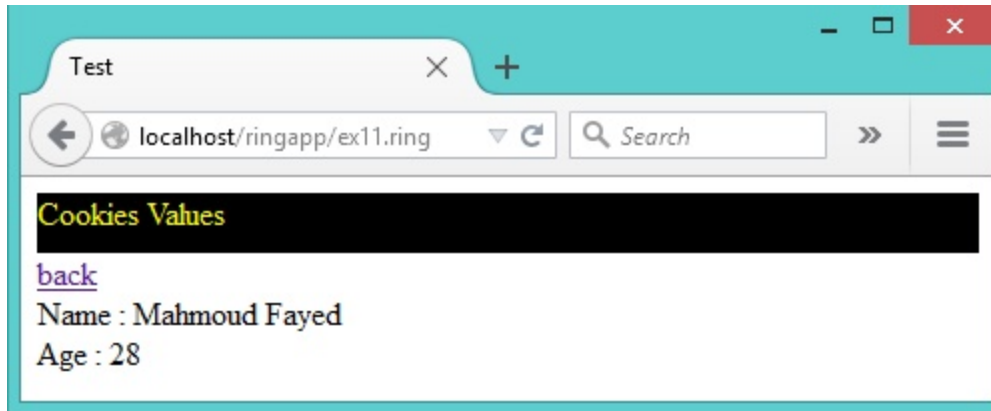 Test
localhost/ringapp/ex11.ring
Search
Cookies Values
back
Name : Mahmoud Fayed
Age : 28